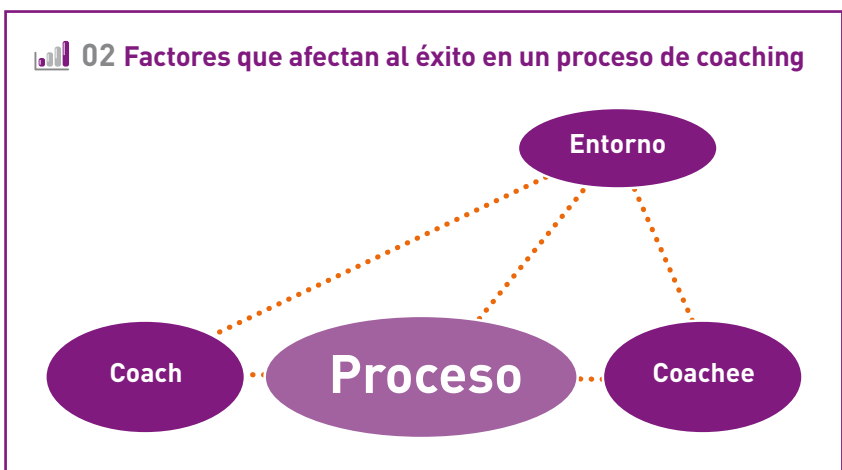 02 Factores que afectan al éxito en un proceso de coaching
Entorno
Coach
Proceso
Coachee